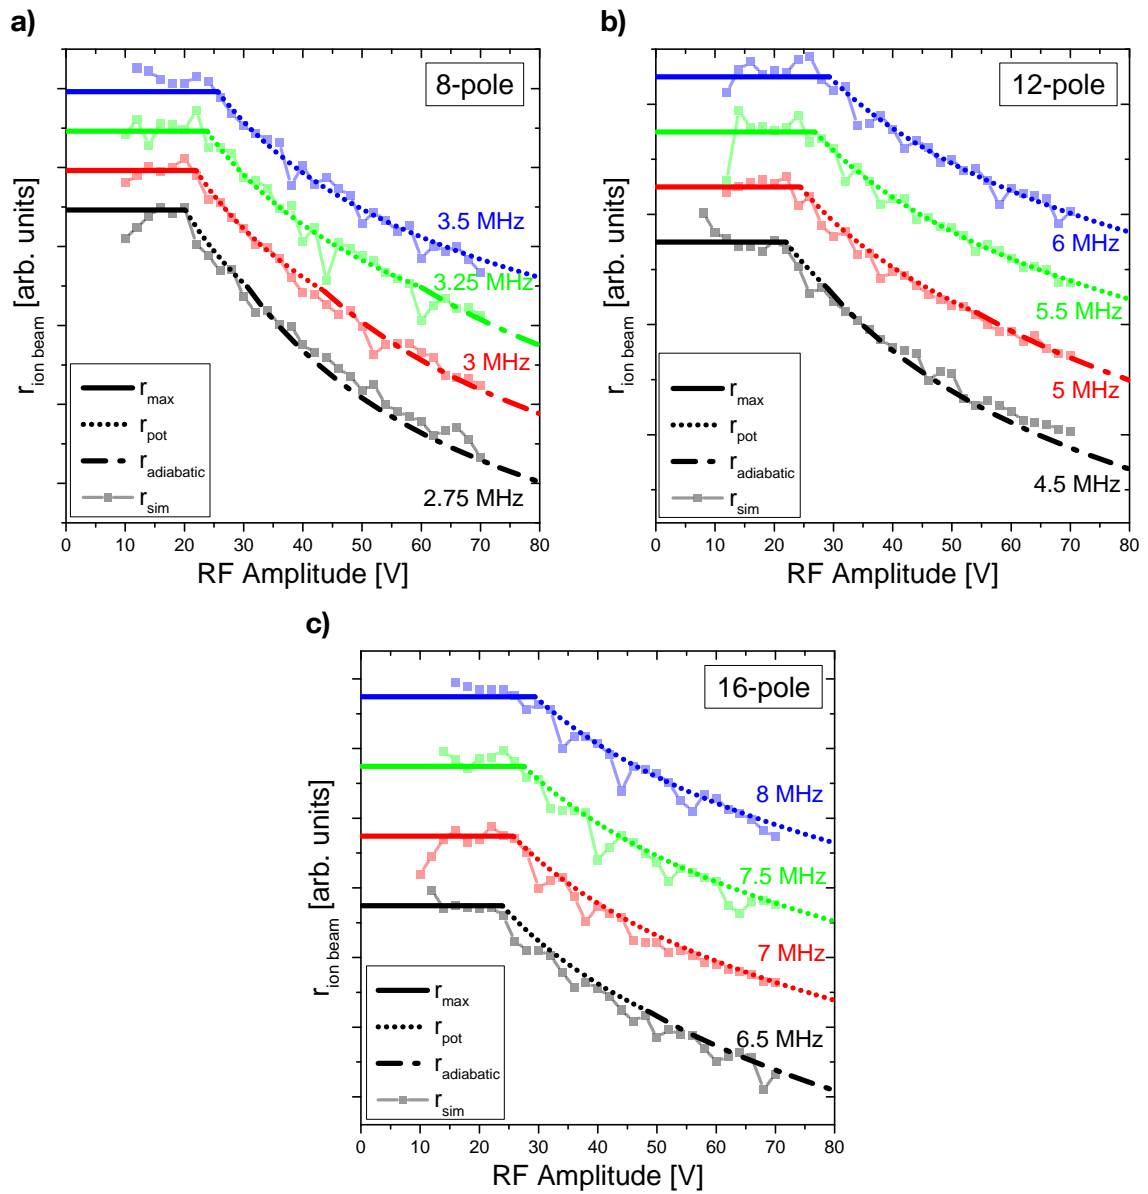 a)
8-pole
r_ion beam [arb. units]
3.5 MHz
3.25 MHz
3 MHz
2.75 MHz
r_max
r_pot
r_adiabatic
r_sim
0 10 20 30 40 50 60 70 80
RF Amplitude [V]
b)
12-pole
r_ion beam [arb. units]
6 MHz
5.5 MHz
5 MHz
4.5 MHz
r_max
r_pot
r_adiabatic
r_sim
0 10 20 30 40 50 60 70 80
RF Amplitude [V]
c)
16-pole
r_ion beam [arb. units]
8 MHz
7.5 MHz
7 MHz
6.5 MHz
r_max
r_pot
r_adiabatic
r_sim
0 10 20 30 40 50 60 70 80
RF Amplitude [V]